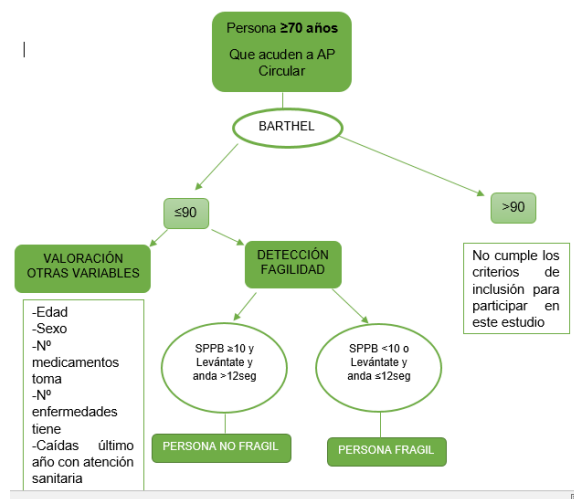 Persona ≥70 años
Que acuden a AP
Circular
BARTHEL
≤90
>90
VALORACIÓN
OTRAS VARIABLES
DETECCIÓN
FAGILIDAD
No cumple los
criterios de
inclusión para
participar en
este estudio
-Edad
-Sexo
-Nº
medicamentos
toma
-Nº
enfermedades
tiene
-Caídas último
año con atención
sanitaria
SPPB ≥10 y
Levántate y
anda >12seg
SPPB <10 o
Levántate y
anda ≤12seg
PERSONA NO FRAGIL
PERSONA FRAGIL